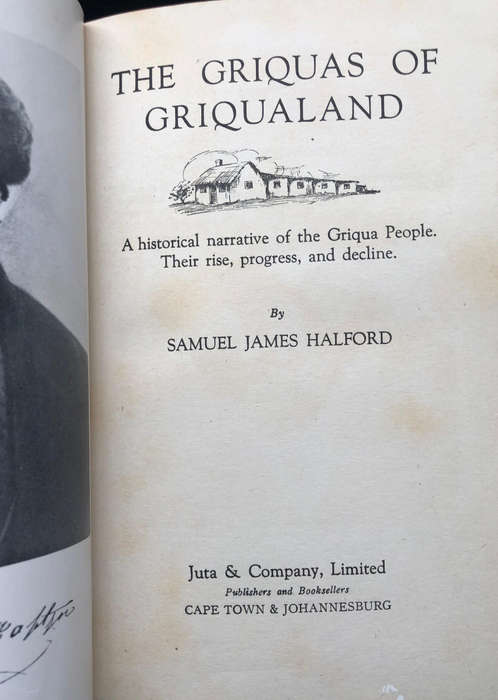 THE GRIQUAS OF
GRIQUALAND
A historical narrative of the Griqua People.
Their rise, progress, and decline.
By
SAMUEL JAMES HALFORD
Juta & Company, Limited
Publishers and Booksellers
CAPE TOWN & JOHANNESBURG